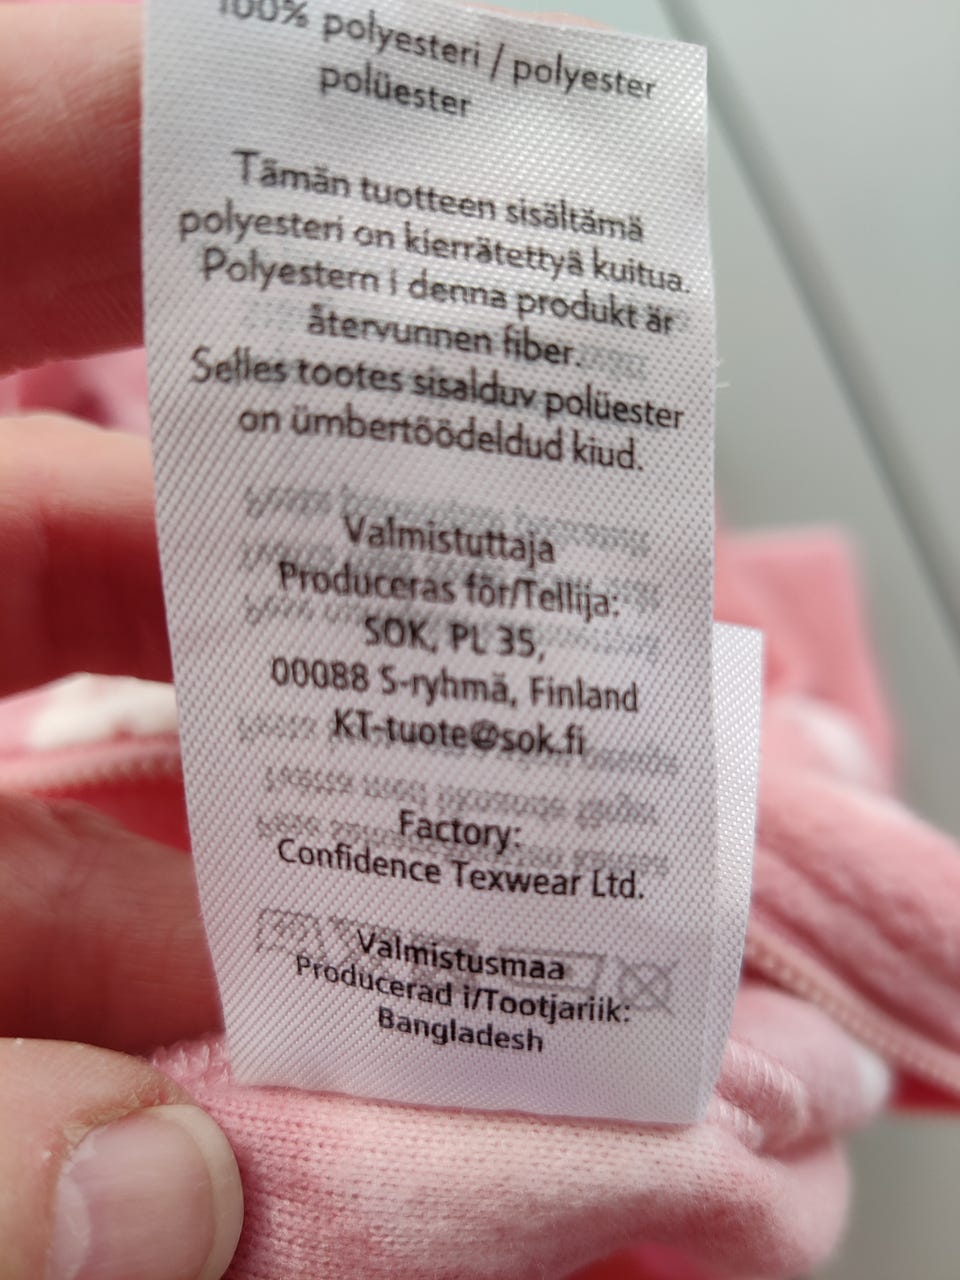 100% polyesteri / polyester
polüester
Tämän tuotteen sisältämä
polyesteri on kierrätettyä kuitua.
Polyestern i denna produkt är
återvunnen fiber.
Selles tootes sisalduv polüester
on ümbertöödeldud kiud.
Valmistuttaja
Produceras för/Tellija:
SOK, PL 35,
00088 S-ryhmä, Finland
KT-tuote@sok.fi
Factory:
Confidence Texwear Ltd.
Valmistusmaa
Producerad i/Tootjariik:
Bangladesh